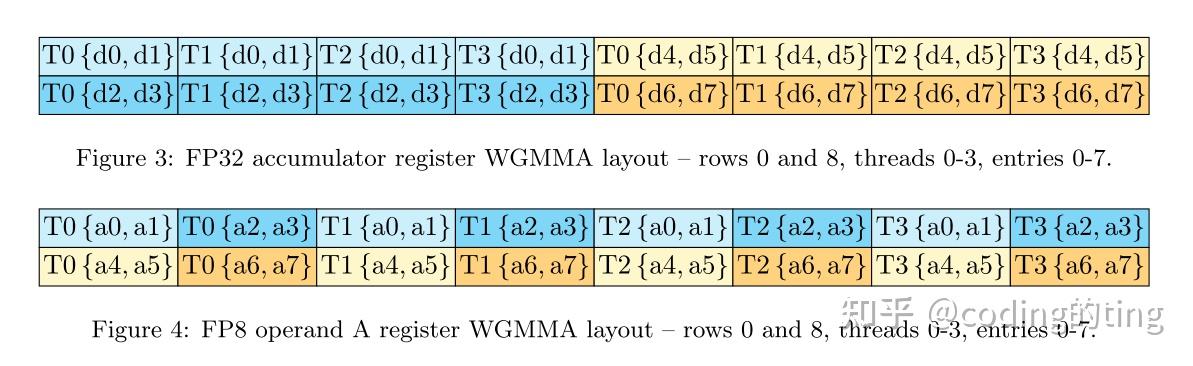 T0 {d0, d1} T1 {d0, d1} T2 {d0, d1} T3 {d0, d1} T0 {d4, d5} T1 {d4, d5} T2 {d4, d5} T3 {d4, d5}
T0 {d2, d3} T1 {d2, d3} T2 {d2, d3} T3 {d2, d3} T0 {d6, d7} T1 {d6, d7} T2 {d6, d7} T3 {d6, d7}
Figure 3: FP32 accumulator register WGMMA layout – rows 0 and 8, threads 0-3, entries 0-7.
T0 {a0, a1} T0 {a2, a3} T1 {a0, a1} T1 {a2, a3} T2 {a0, a1} T2 {a2, a3} T3 {a0, a1} T3 {a2, a3}
T0 {a4, a5} T0 {a6, a7} T1 {a4, a5} T1 {a6, a7} T2 {a4, a5} T2 {a6, a7} T3 {a4, a5} T3 {a6, a7}
Figure 4: FP8 operand A register WGMMA layout – rows 0 and 8, threads 0-3, entries 0-7.
知乎 @coding的ting